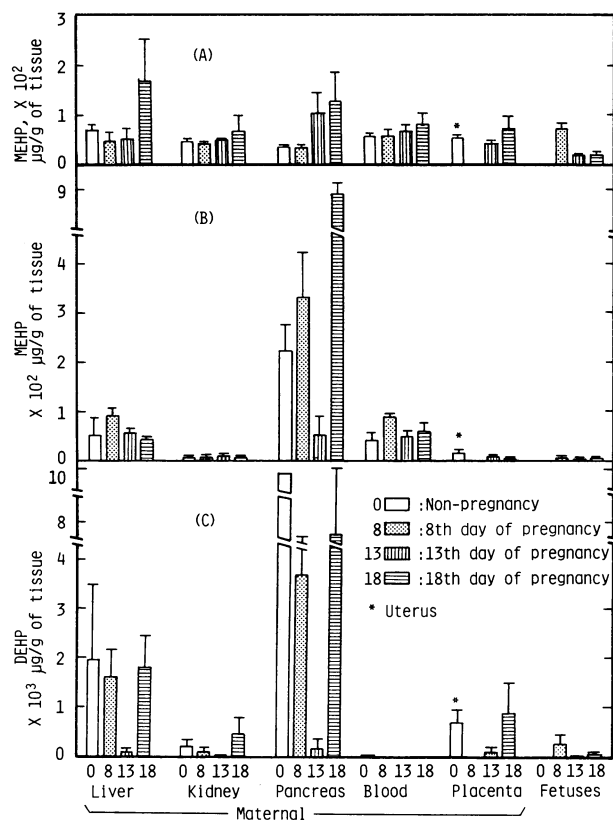 3
(A)
2
1
0
MEHP, X 10²
µg/g of tissue
*
9
(B)
4
3
2
1
0
MEHP
X 10² µg/g of tissue
*
10
8
(C)
4
3
2
1
0
DEHP
X 10³ µg/g of tissue
0 :Non-pregnancy
8 :8th day of pregnancy
13 :13th day of pregnancy
18 :18th day of pregnancy
* Uterus
*
0 8 13 18 0 8 13 18 0 8 13 18 0 8 13 18 0 8 13 18 0 8 13 18
Liver Kidney Pancreas Blood Placenta Fetuses
Maternal